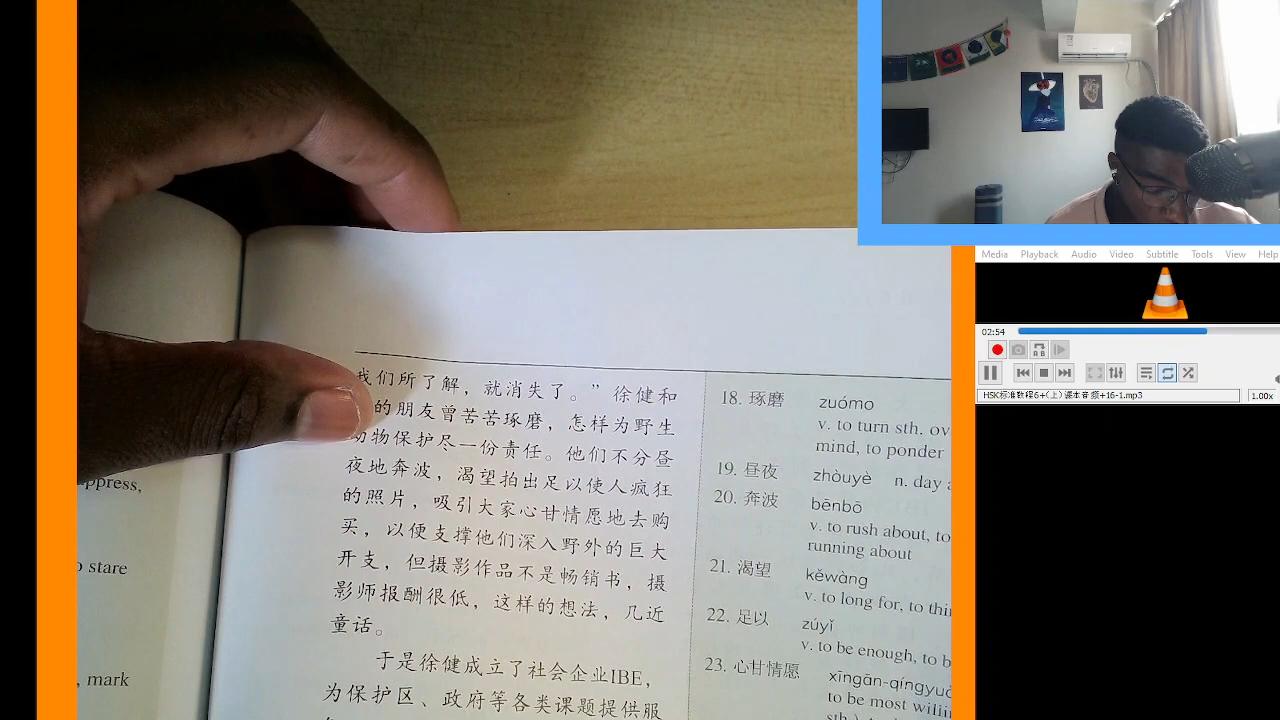 我们所了解，就消失了。”徐健和
的朋友曾苦苦琢磨，怎样为野生
动物保护尽一份责任。他们不分昼
夜地奔波，渴望拍出足以使人疯狂
的照片，吸引大家心甘情愿地去购
买，以便支撑他们深入野外的巨大
开支，但摄影作品不是畅销书，摄
影师报酬很低，这样的想法，几近
童话。
于是徐健成立了社会企业IBE，
为保护区、政府等各类课题提供服
18. 琢磨 zuómo
v. to turn sth. ov
mind, to ponder
19. 昼夜 zhòuyè n. day a
20. 奔波 bēnbō
v. to rush about, to
running about
21. 渴望 kěwàng
v. to long for, to thi
22. 足以 zúyǐ
v. to be enough, to b
23. 心甘情愿 xīngān-qíngyuà
to be most willi
ppress,
o stare
, mark
Media Playback Audio Video Subtitle Tools View Help
02:54
HSK标准教程6+(上)课本音频+16-1.mp3
1.00x